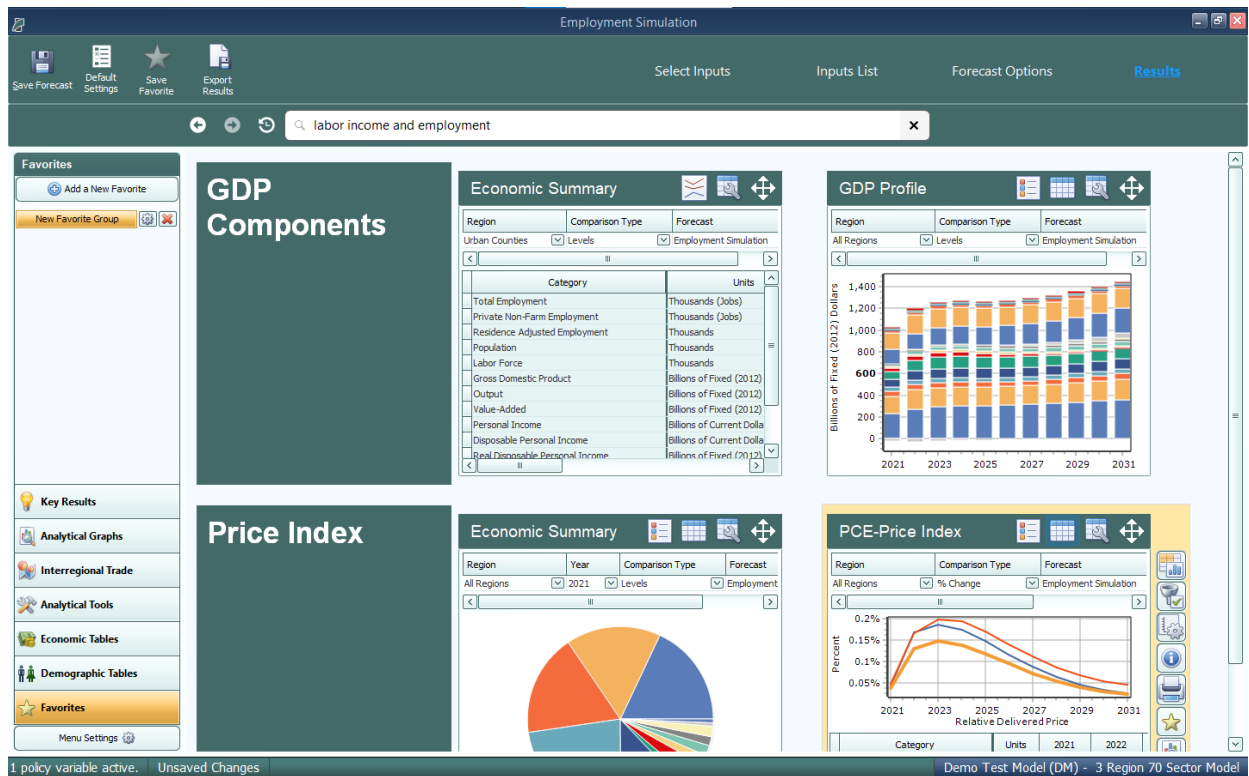 Employment Simulation
Save Forecast
Default Settings
Save Favorite
Export Results
Select Inputs
Inputs List
Forecast Options
Results
labor income and employment
Favorites
Add a New Favorite
New Favorite Group
Key Results
Analytical Graphs
Interregional Trade
Analytical Tools
Economic Tables
Demographic Tables
Favorites
Menu Settings
GDP
Components
Economic Summary
Region Comparison Type Forecast
Urban Counties Levels Employment Simulation
Category Units
Total Employment Thousands (Jobs)
Private Non-Farm Employment Thousands (Jobs)
Residence Adjusted Employment Thousands
Population Thousands
Labor Force Thousands
Gross Domestic Product Billions of Fixed (2012)
Output Billions of Fixed (2012)
Value-Added Billions of Fixed (2012)
Personal Income Billions of Current Dolla
Disposable Personal Income Billions of Current Dolla
Real Disposable Personal Income Billions of Fixed (2012)
GDP Profile
Region Comparison Type Forecast
All Regions Levels Employment Simulation
Billions of Fixed (2012) Dollars
1,400
1,200
1,000
800
600
400
200
0
2021 2023 2025 2027 2029 2031
Price Index
Economic Summary
Region Year Comparison Type Forecast
All Regions 2021 Levels Employment
PCE-Price Index
Region Comparison Type Forecast
All Regions % Change Employment Simulation
Percent
0.2%
0.15%
0.1%
0.05%
2021 2023 2025 2027 2029 2031
Relative Delivered Price
Category Units 2021 2022
1 policy variable active. Unsaved Changes
Demo Test Model (DM) - 3 Region 70 Sector Model